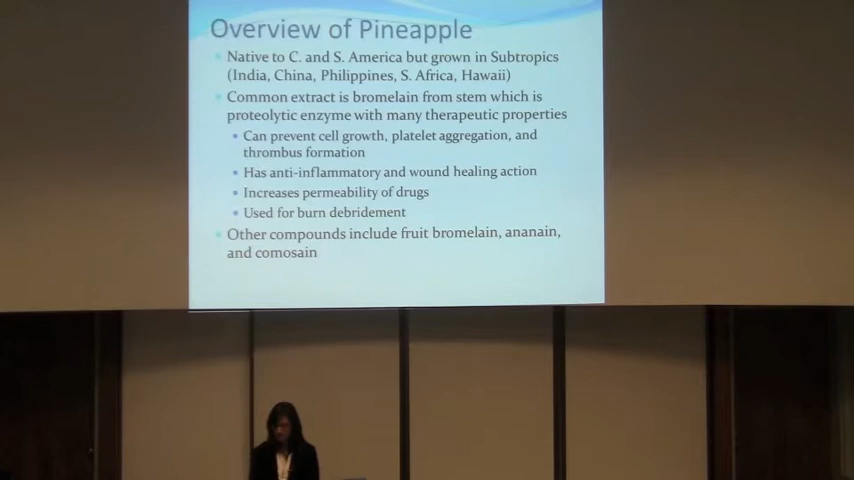 Overview of Pineapple
Native to C. and S. America but grown in Subtropics
(India, China, Philippines, S. Africa, Hawaii)
Common extract is bromelain from stem which is
proteolytic enzyme with many therapeutic properties
Can prevent cell growth, platelet aggregation, and
thrombus formation
Has anti-inflammatory and wound healing action
Increases permeability of drugs
Used for burn debridement
Other compounds include fruit bromelain, ananain,
and comosain